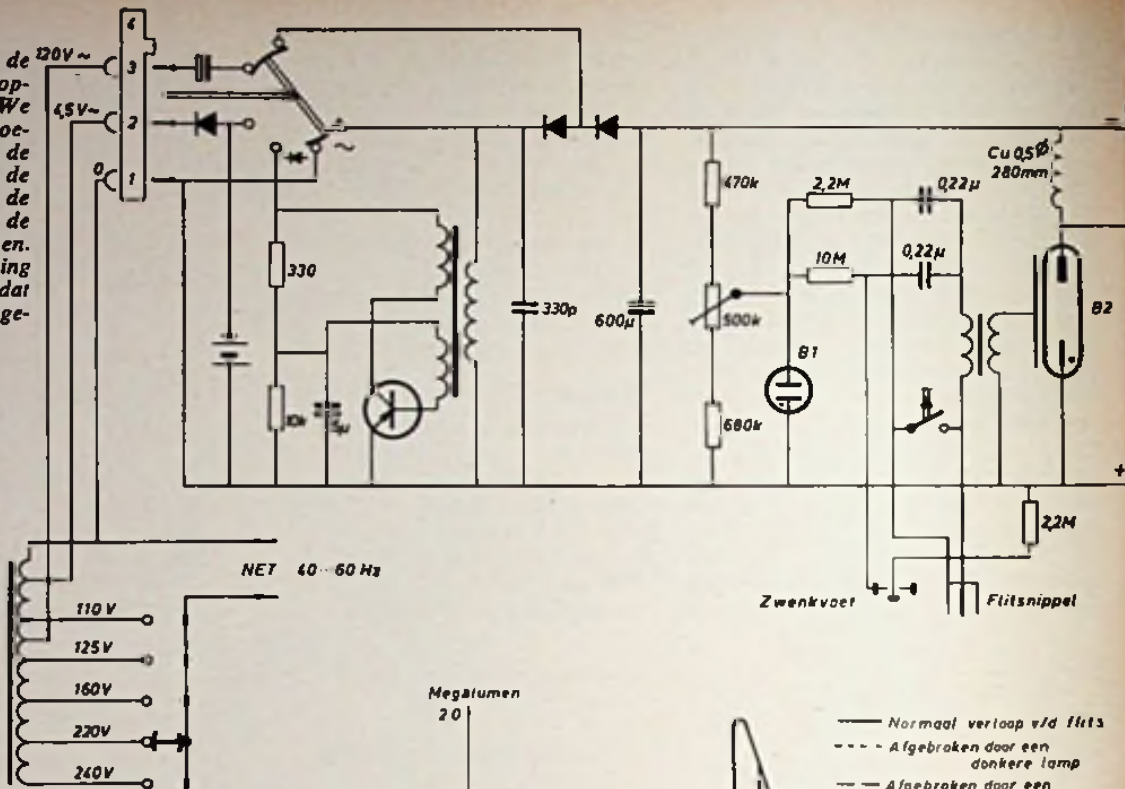 de
op-
We
oe-
de
de
de
de
en.
ing
dat
ge-
4
120V ~
3
4,5V ~
2
0
1
+
~
330
10k
5µ
330p
600µ
470k
500k
680k
B1
2,2M
10M
0,22µ
0,22µ
Cu 0,5 Ø
280mm
–
B2
+
2,2M
Zwenkvoet
Flitsnippel
NET 40-60 Hz
110 V
125V
160V
220V
240V
Megalumen
20
Normaal verloop v/d flits
Afgebroken door een
donkere lamp
Afgebroken door een